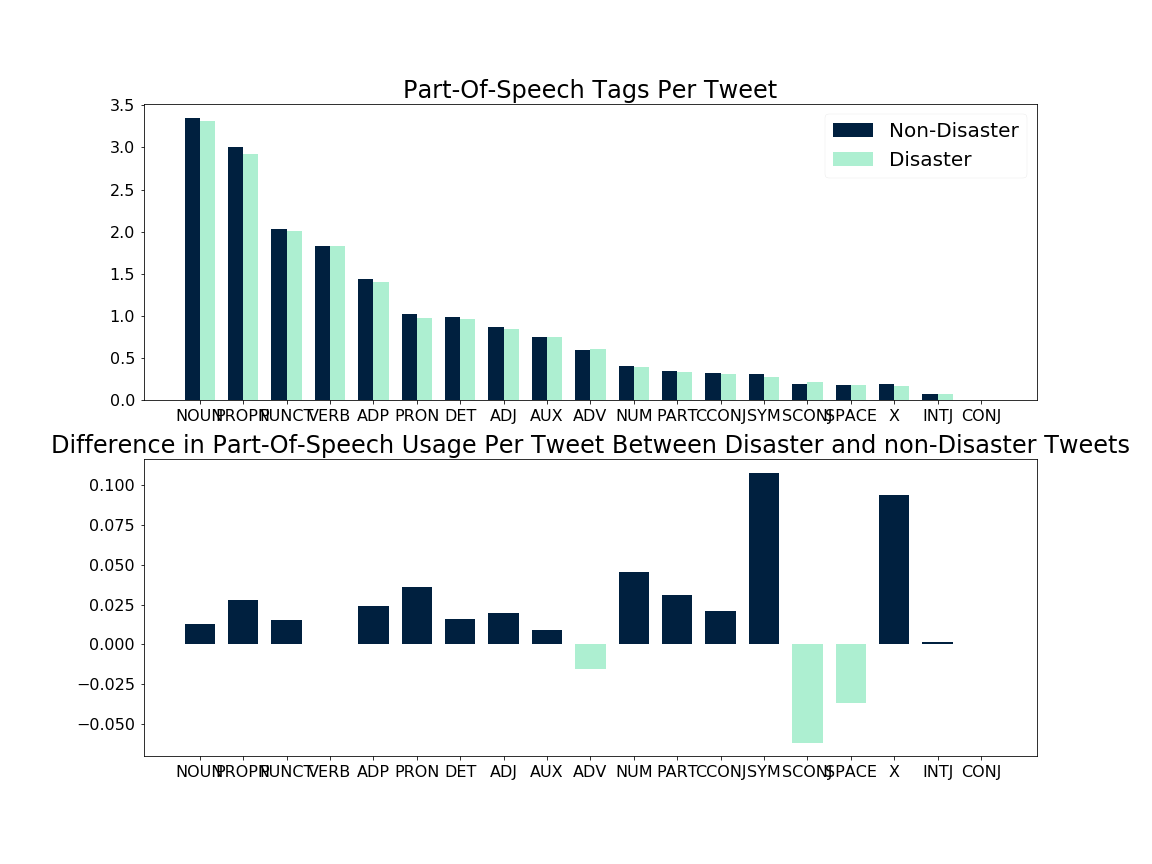 Part-Of-Speech Tags Per Tweet
3.5
3.0
2.5
2.0
1.5
1.0
0.5
0.0
Non-Disaster
Disaster
NOUN PROPN PUNCT VERB ADP PRON DET ADJ AUX ADV NUM PART CCONJ SYM SCONJ SPACE X INTJ CONJ
Difference in Part-Of-Speech Usage Per Tweet Between Disaster and non-Disaster Tweets
0.100
0.075
0.050
0.025
0.000
−0.025
−0.050
NOUN PROPN PUNCT VERB ADP PRON DET ADJ AUX ADV NUM PART CCONJ SYM SCONJ SPACE X INTJ CONJ